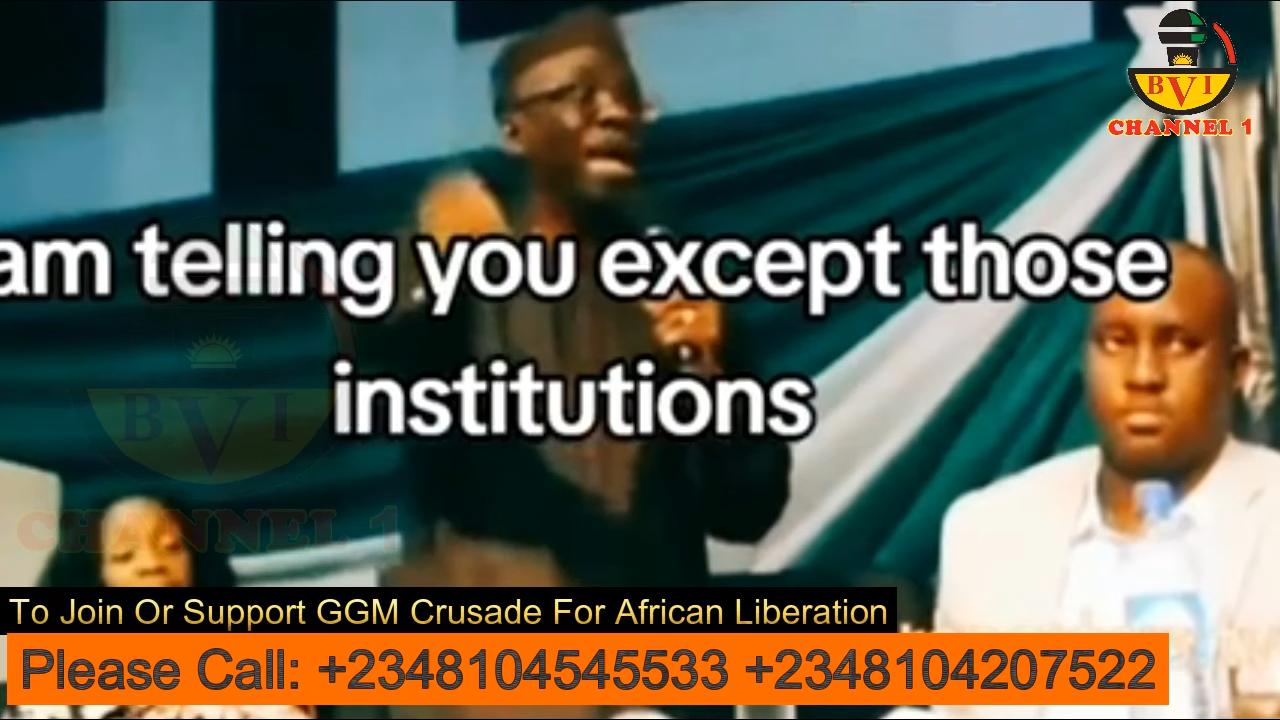 BVI
CHANNEL 1
am telling you except those
institutions
BVI
CHANNEL 1
To Join Or Support GGM Crusade For African Liberation
Please Call: +2348104545533 +2348104207522